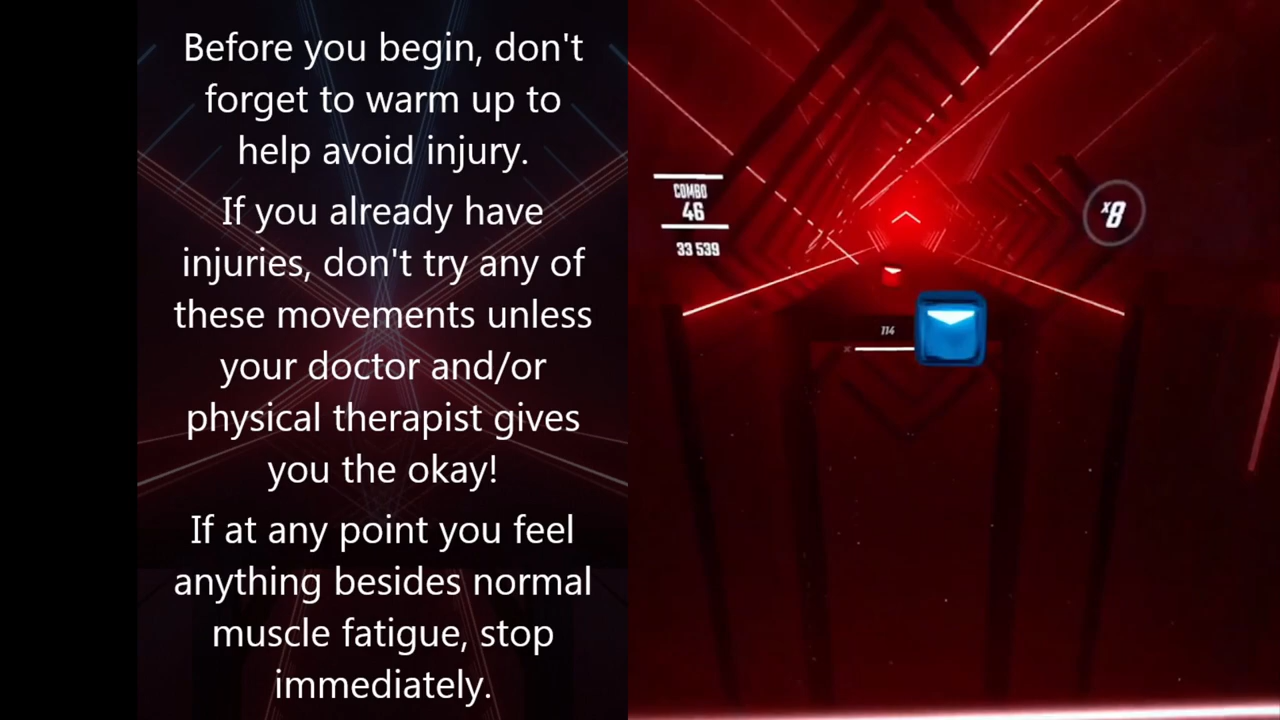 Before you begin, don't
forget to warm up to
help avoid injury.
If you already have
injuries, don't try any of
these movements unless
your doctor and/or
physical therapist gives
you the okay!
If at any point you feel
anything besides normal
muscle fatigue, stop
immediately.
COMBO
46
33 539
x8
114